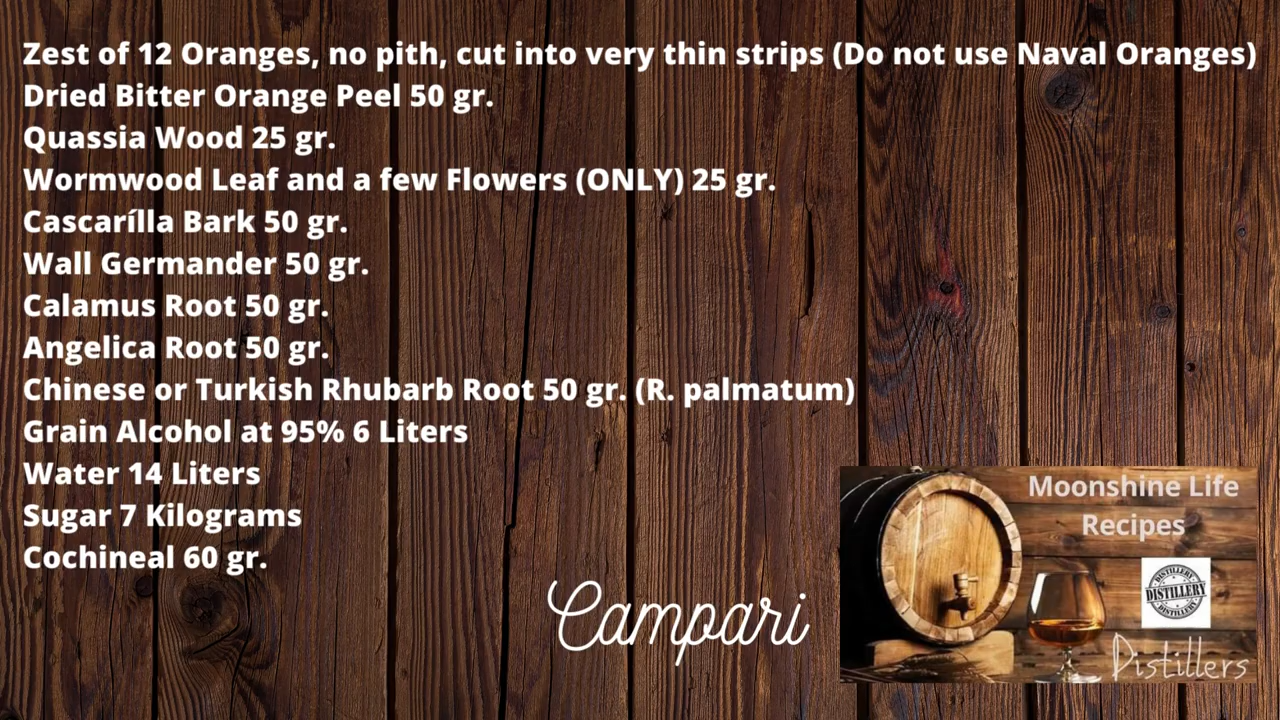 Zest of 12 Oranges, no pith, cut into very thin strips (Do not use Naval Oranges)
Dried Bitter Orange Peel 50 gr.
Quassia Wood 25 gr.
Wormwood Leaf and a few Flowers (ONLY) 25 gr.
Cascarílla Bark 50 gr.
Wall Germander 50 gr.
Calamus Root 50 gr.
Angelica Root 50 gr.
Chinese or Turkish Rhubarb Root 50 gr. (R. palmatum)
Grain Alcohol at 95% 6 Liters
Water 14 Liters
Sugar 7 Kilograms
Cochineal 60 gr.
Campari
Moonshine Life
Recipes
DISTILLERY
DISTILLERY
DISTILLERY
Distillers